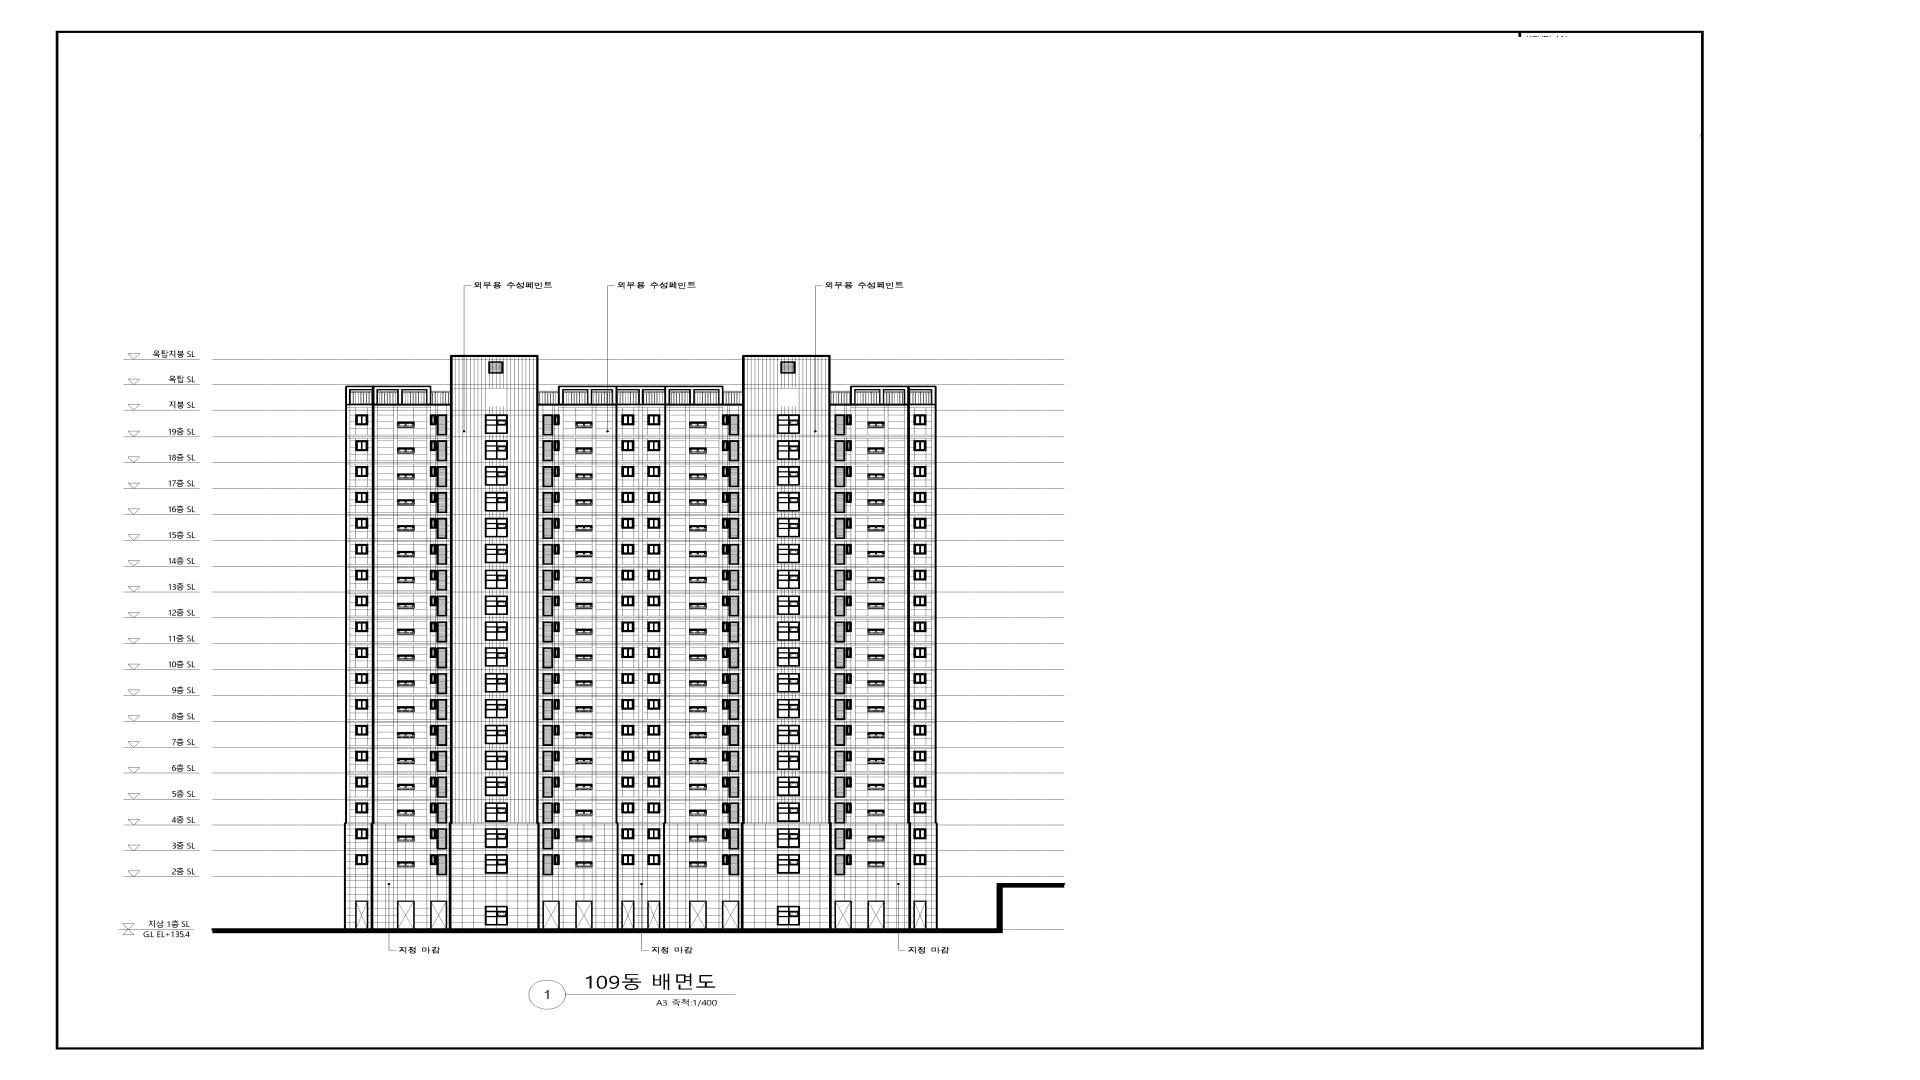 외부용 수성페인트
외부용 수성페인트
외부용 수성페인트
옥탑지붕 SL
옥탑 SL
지붕 SL
19층 SL
18층 SL
17층 SL
16층 SL
15층 SL
14층 SL
13층 SL
12층 SL
11층 SL
10층 SL
9층 SL
8층 SL
7층 SL
6층 SL
5층 SL
4층 SL
3층 SL
2층 SL
지상 1층 SL
G.L EL+135.4
지정 마감
지정 마감
지정 마감
1
109동 배면도
A3 축척:1/400